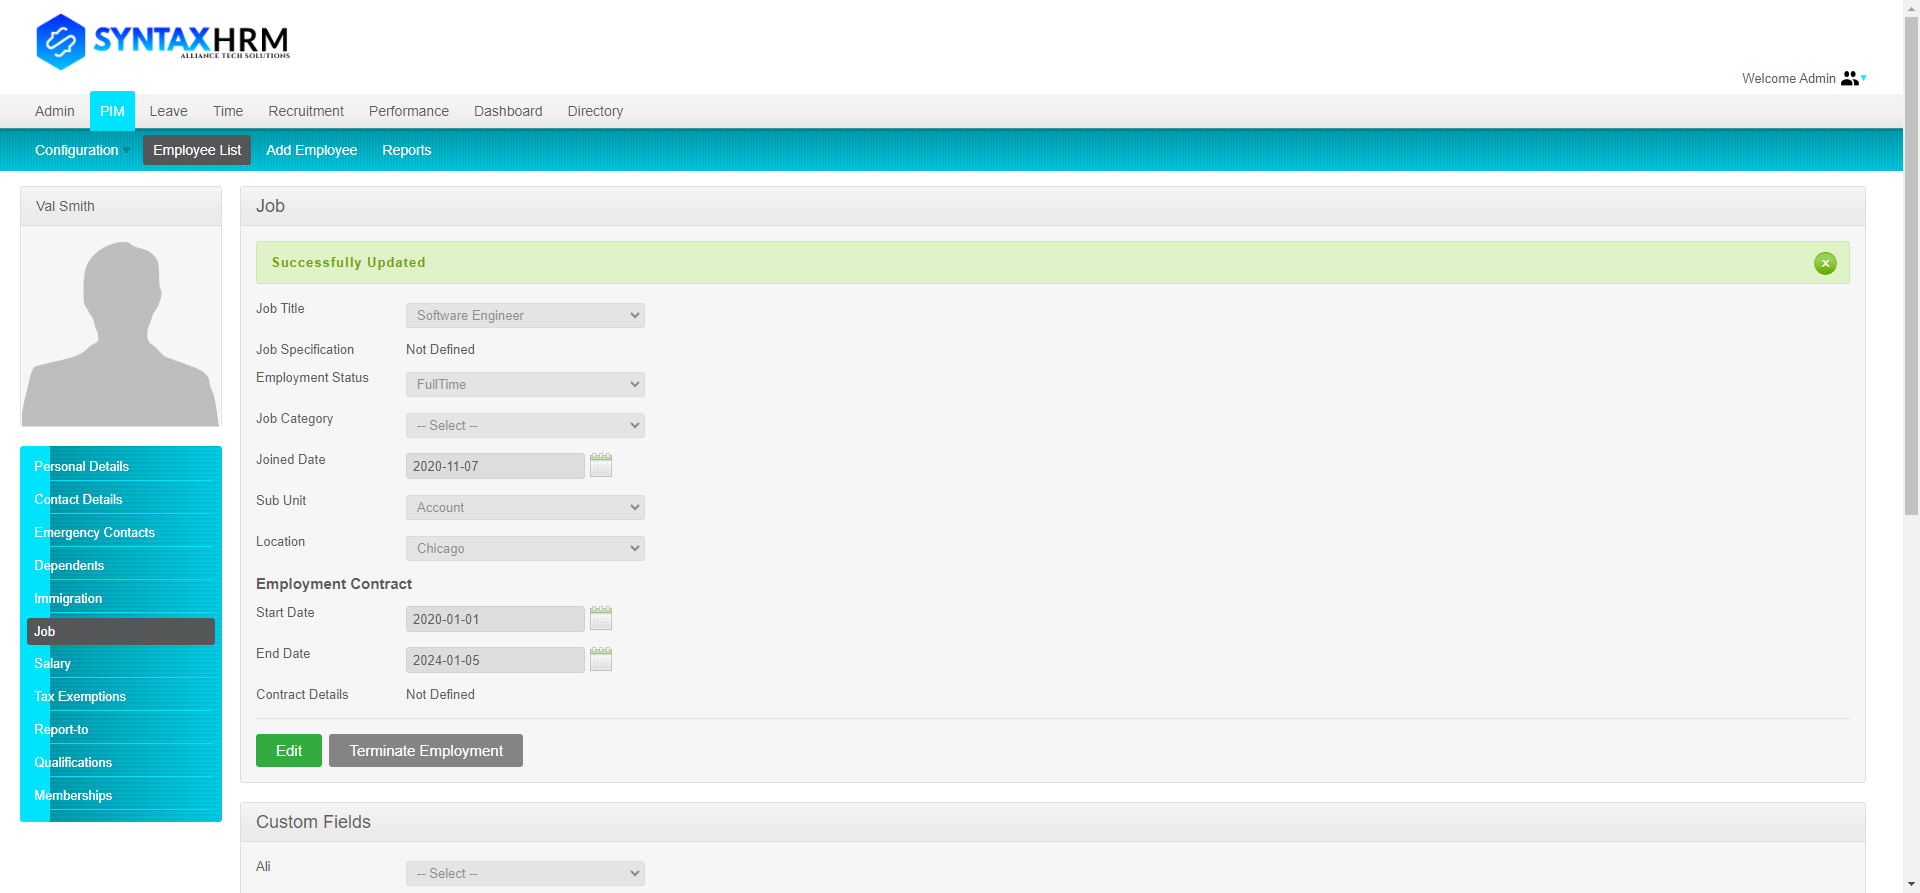 SYNTAXHRM
ALLIANCE TECH SOLUTIONS
Welcome Admin
Admin PIM Leave Time Recruitment Performance Dashboard Directory
Configuration Employee List Add Employee Reports
Val Smith
Personal Details
Contact Details
Emergency Contacts
Dependents
Immigration
Job
Salary
Tax Exemptions
Report-to
Qualifications
Memberships
Job
Successfully Updated
x
Job Title Software Engineer
Job Specification Not Defined
Employment Status FullTime
Job Category -- Select --
Joined Date 2020-11-07
Sub Unit Account
Location Chicago
Employment Contract
Start Date 2020-01-01
End Date 2024-01-05
Contract Details Not Defined
Edit Terminate Employment
Custom Fields
Ali -- Select --